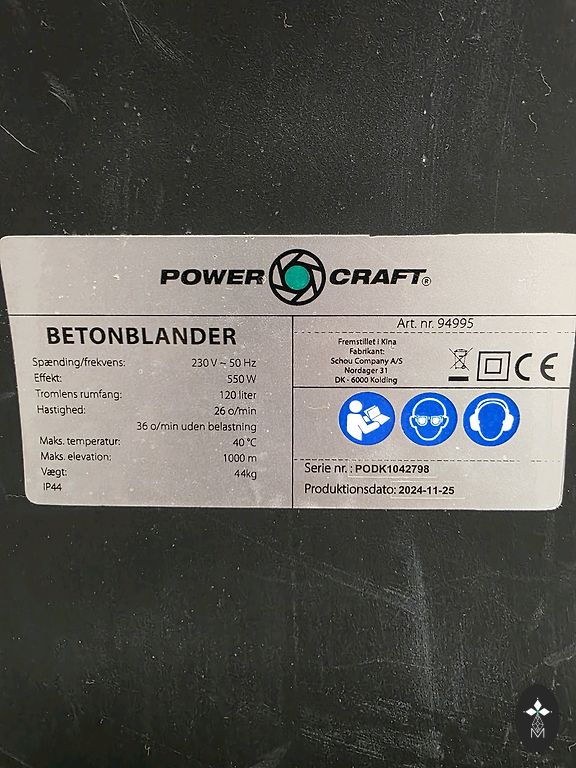 POWER CRAFT®
BETONBLANDER
Spænding/frekvens: 230 V ~ 50 Hz
Effekt: 550 W
Tromlens rumfang: 120 liter
Hastighed: 26 o/min
36 o/min uden belastning
Maks. temperatur: 40 °C
Maks. elevation: 1000 m
Vægt: 44kg
IP44
Art. nr. 94995
Fremstillet i Kina
Fabrikant:
Schou Company A/S
Nordager 31
DK - 6000 Kolding
CE
Serie nr. : PODK1042798
Produktionsdato: 2024-11-25
M